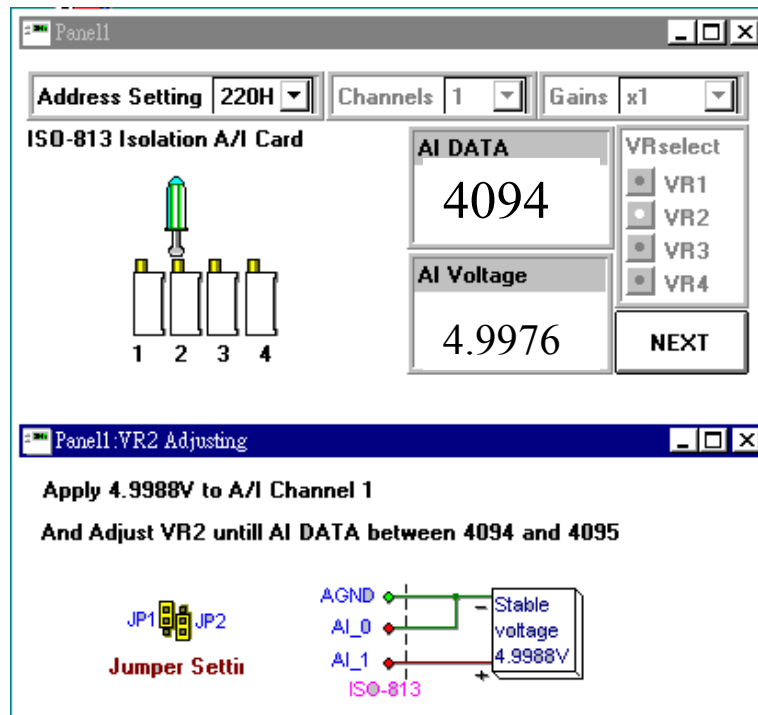 Panel1
Address Setting 220H Channels 1 Gains x1
ISO-813 Isolation A/I Card
AI DATA
4094
VRselect
VR1
VR2
VR3
VR4
AI Voltage
4.9976
NEXT
1 2 3 4
Panel1:VR2 Adjusting
Apply 4.9988V to A/I Channel 1
And Adjust VR2 untill AI DATA between 4094 and 4095
JP1 JP2
Jumper Settin
AGND
AI_0
AI_1
ISO-813
Stable
voltage
4.9988V